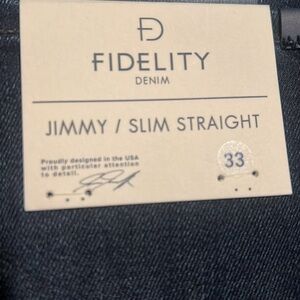 FIDELITY
DENIM
JIMMY / SLIM STRAIGHT
Proudly designed in the USA
with particular attention
to detail.
33